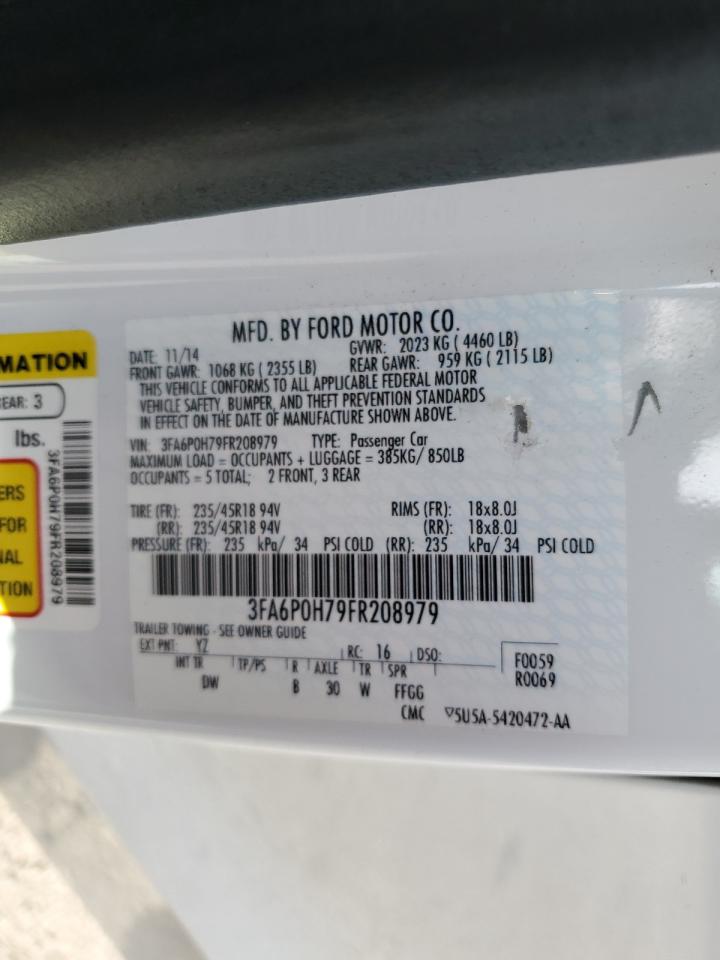 MFD. BY FORD MOTOR CO.
DATE: 11/14 GVWR: 2023 KG ( 4460 LB)
FRONT GAWR: 1068 KG ( 2355 LB) REAR GAWR: 959 KG ( 2115 LB)
THIS VEHICLE CONFORMS TO ALL APPLICABLE FEDERAL MOTOR
VEHICLE SAFETY, BUMPER, AND THEFT PREVENTION STANDARDS
IN EFFECT ON THE DATE OF MANUFACTURE SHOWN ABOVE.
VIN: 3FA6P0H79FR208979 TYPE: Passenger Car
MAXIMUM LOAD = OCCUPANTS + LUGGAGE = 385KG/ 850LB
OCCUPANTS = 5 TOTAL; 2 FRONT, 3 REAR
TIRE (FR): 235/45R18 94V RIMS (FR): 18x8.0J
(RR): 235/45R18 94V (RR): 18x8.0J
PRESSURE (FR): 235 kPa/ 34 PSI COLD (RR): 235 kPa/ 34 PSI COLD
3FA6P0H79FR208979
TRAILER TOWING - SEE OWNER GUIDE
EXT PNT: YZ RC: 16 DSO:
INT TR TP/PS R AXLE TR SPR
DW B 30 W FFGG
F0059
R0069
CMC ▽5U5A-5420472-AA
MATION
EAR: 3
lbs.
ERS
FOR
NAL
TION
3FA6P0H79FR208979